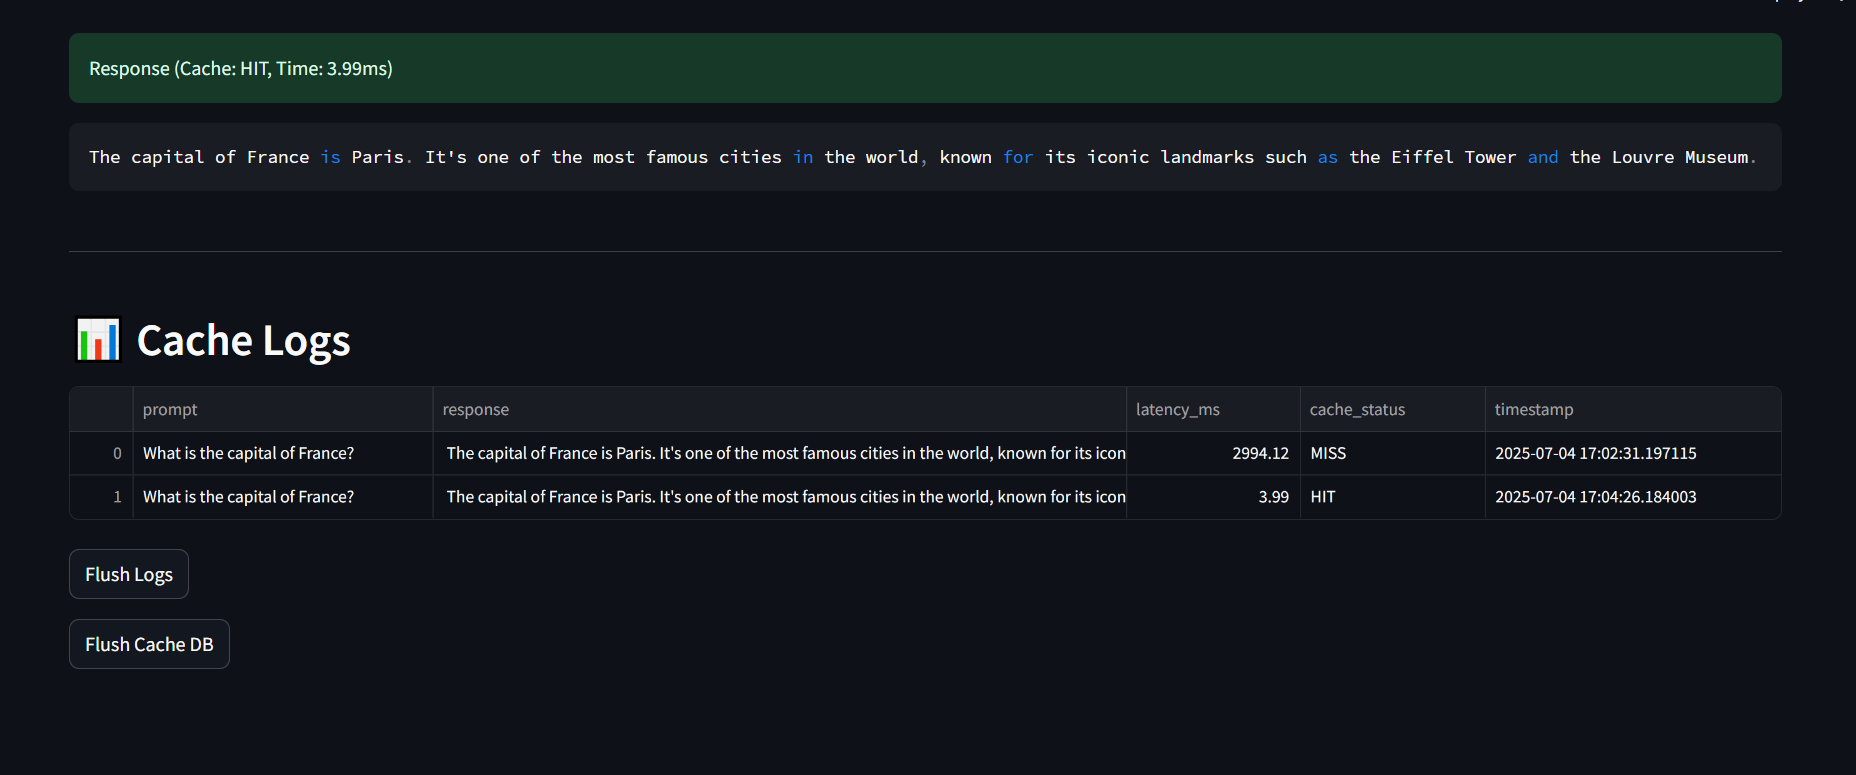 Response (Cache: HIT, Time: 3.99ms)
The capital of France is Paris. It's one of the most famous cities in the world, known for its iconic landmarks such as the Eiffel Tower and the Louvre Museum.
Cache Logs
prompt response latency_ms cache_status timestamp
0 What is the capital of France? The capital of France is Paris. It's one of the most famous cities in the world, known for its icon 2994.12 MISS 2025-07-04 17:02:31.197115
1 What is the capital of France? The capital of France is Paris. It's one of the most famous cities in the world, known for its icon 3.99 HIT 2025-07-04 17:04:26.184003
Flush Logs
Flush Cache DB